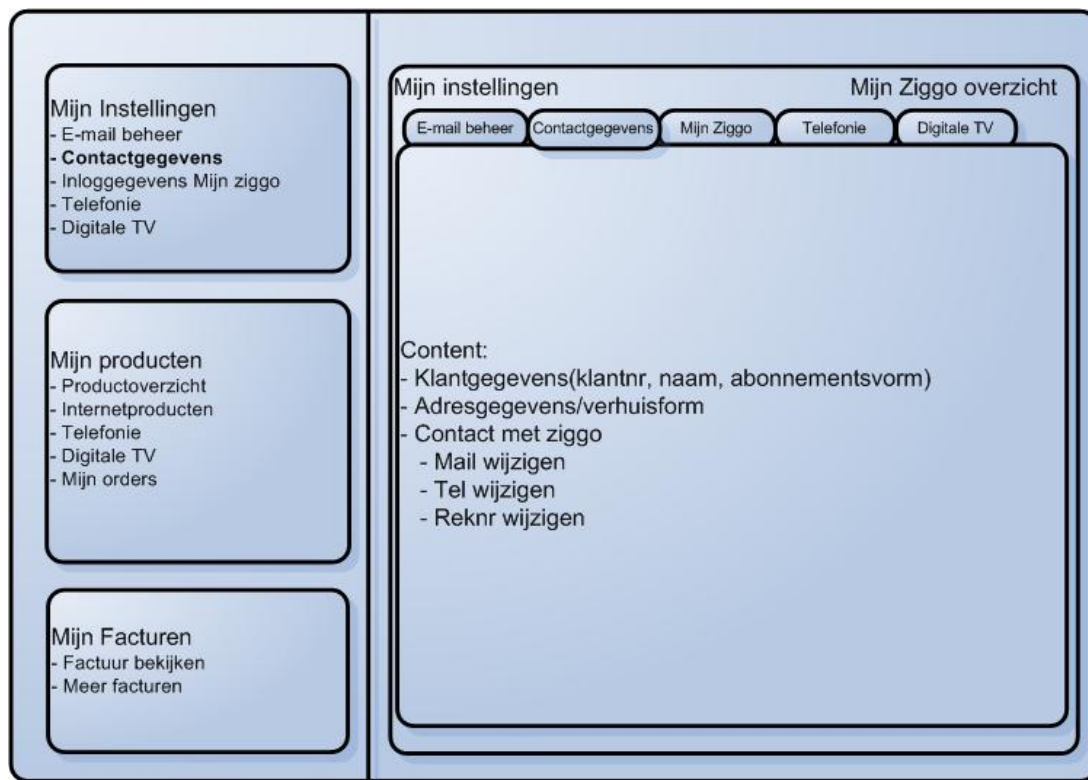 Mijn Instellingen
- E-mail beheer
- Contactgegevens
- Inloggegevens Mijn ziggo
- Telefonie
- Digitale TV
Mijn producten
- Productoverzicht
- Internetproducten
- Telefonie
- Digitale TV
- Mijn orders
Mijn Facturen
- Factuur bekijken
- Meer facturen
Mijn instellingen Mijn Ziggo overzicht
E-mail beheer Contactgegevens Mijn Ziggo Telefonie Digitale TV
Content:
- Klantgegevens(klantnr, naam, abonnementsvorm)
- Adresgegevens/verhuisform
- Contact met ziggo
- Mail wijzigen
- Tel wijzigen
- Reknr wijzigen